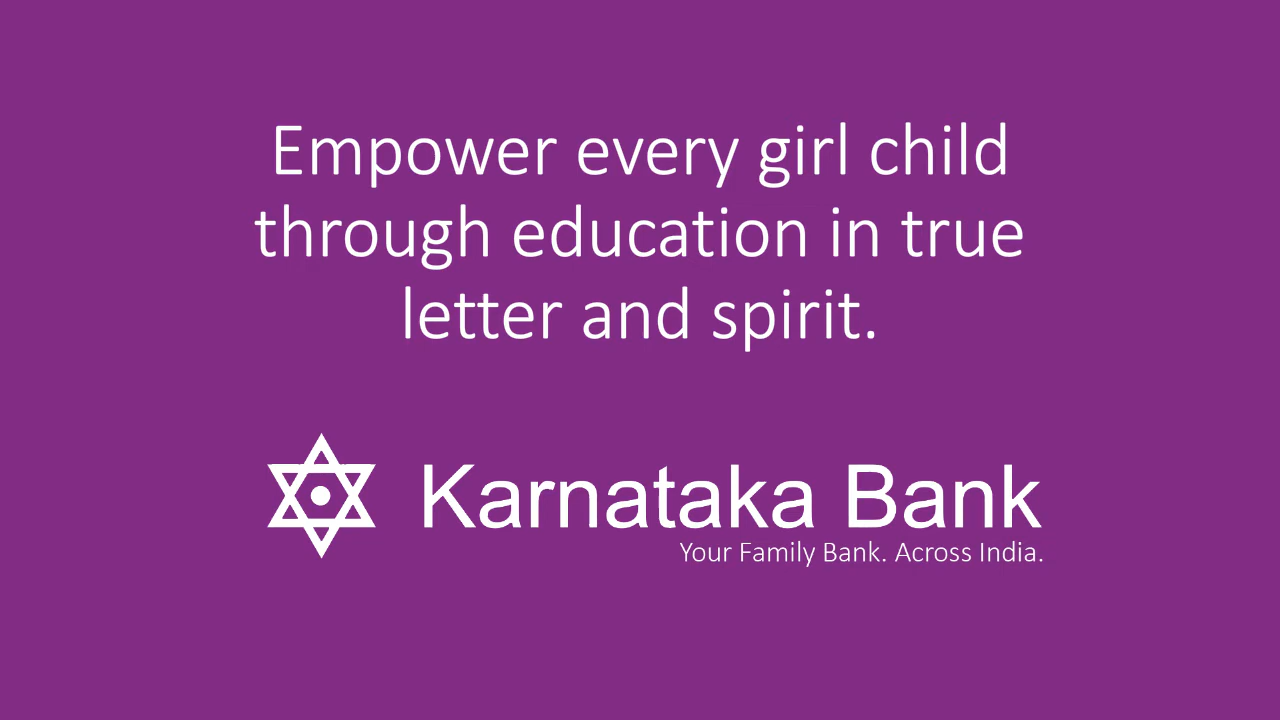 Empower every girl child
through education in true
letter and spirit.
Karnataka Bank
Your Family Bank. Across India.